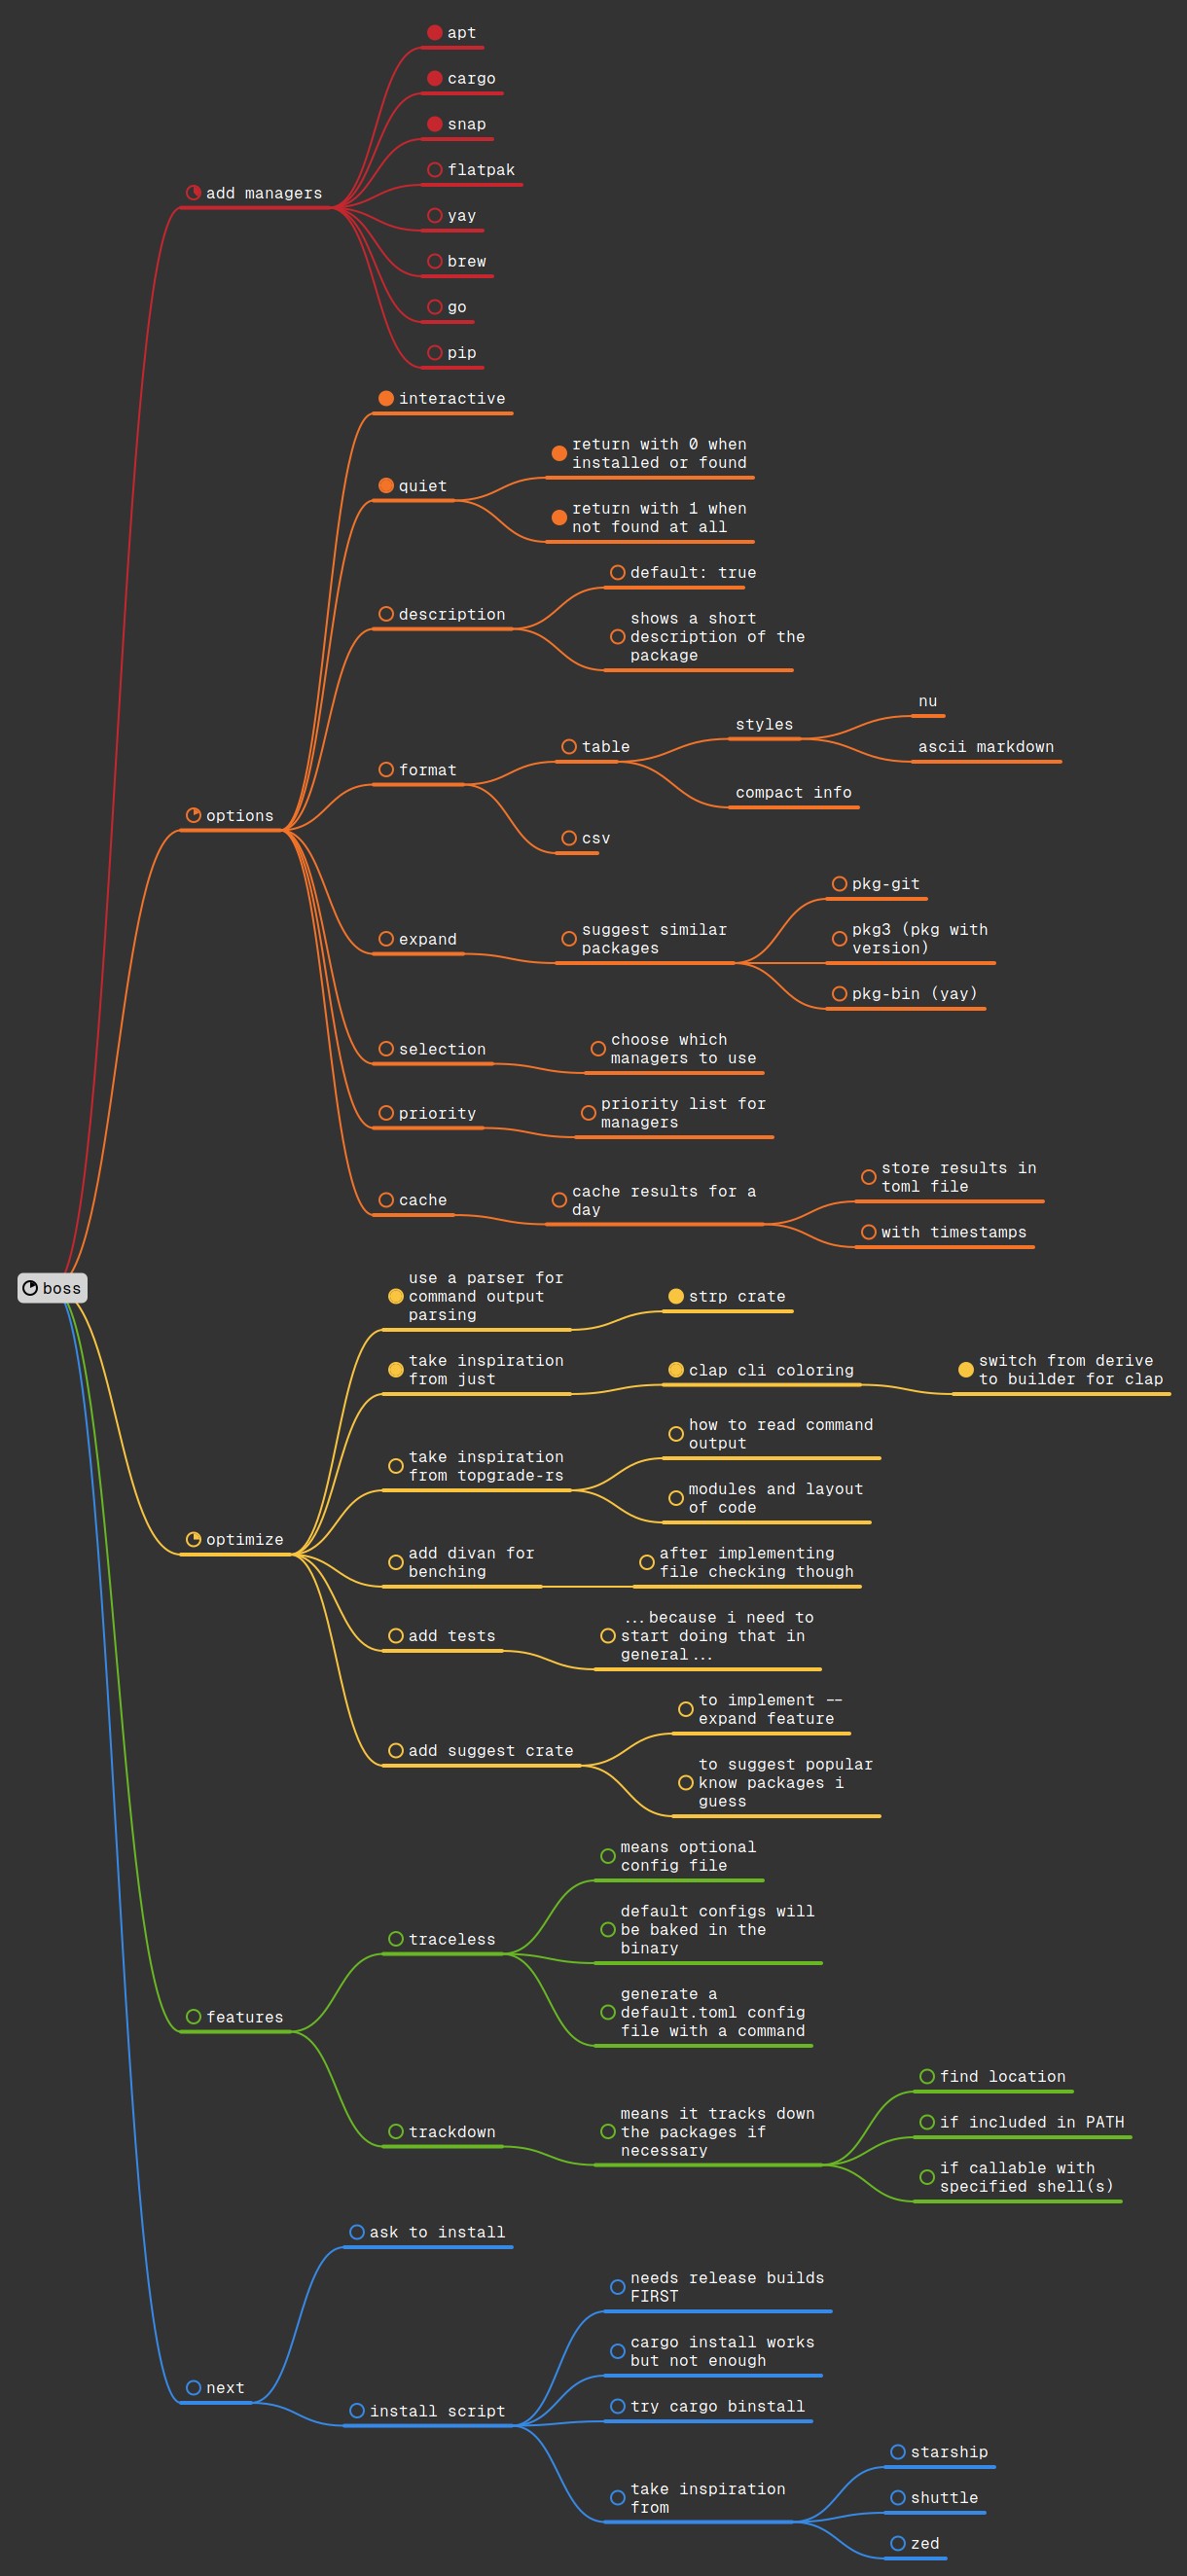 apt
cargo
snap
flatpak
add managers
yay
brew
go
pip
interactive
return with 0 when
installed or found
quiet
return with 1 when
not found at all
default: true
description
shows a short
description of the
package
nu
styles
ascii markdown
table
format
compact info
options
csv
pkg-git
suggest similar
packages
expand
pkg3 (pkg with
version)
pkg-bin (yay)
choose which
managers to use
selection
priority list for
managers
priority
store results in
toml file
cache results for a
day
cache
with timestamps
boss
use a parser for
command output
parsing
strp crate
take inspiration
from just
clap cli coloring
switch from derive
to builder for clap
how to read command
output
take inspiration
from topgrade-rs
modules and layout
of code
optimize
add divan for
benching
after implementing
file checking though
...because i need to
start doing that in
general...
add tests
to implement --
expand feature
add suggest crate
to suggest popular
know packages i
guess
means optional
config file
default configs will
be baked in the
binary
traceless
generate a
default.toml config
file with a command
features
find location
means it tracks down
the packages if
necessary
trackdown
if included in PATH
if callable with
specified shell(s)
ask to install
needs release builds
FIRST
cargo install works
but not enough
next
install script
try cargo binstall
starship
take inspiration
from
shuttle
zed